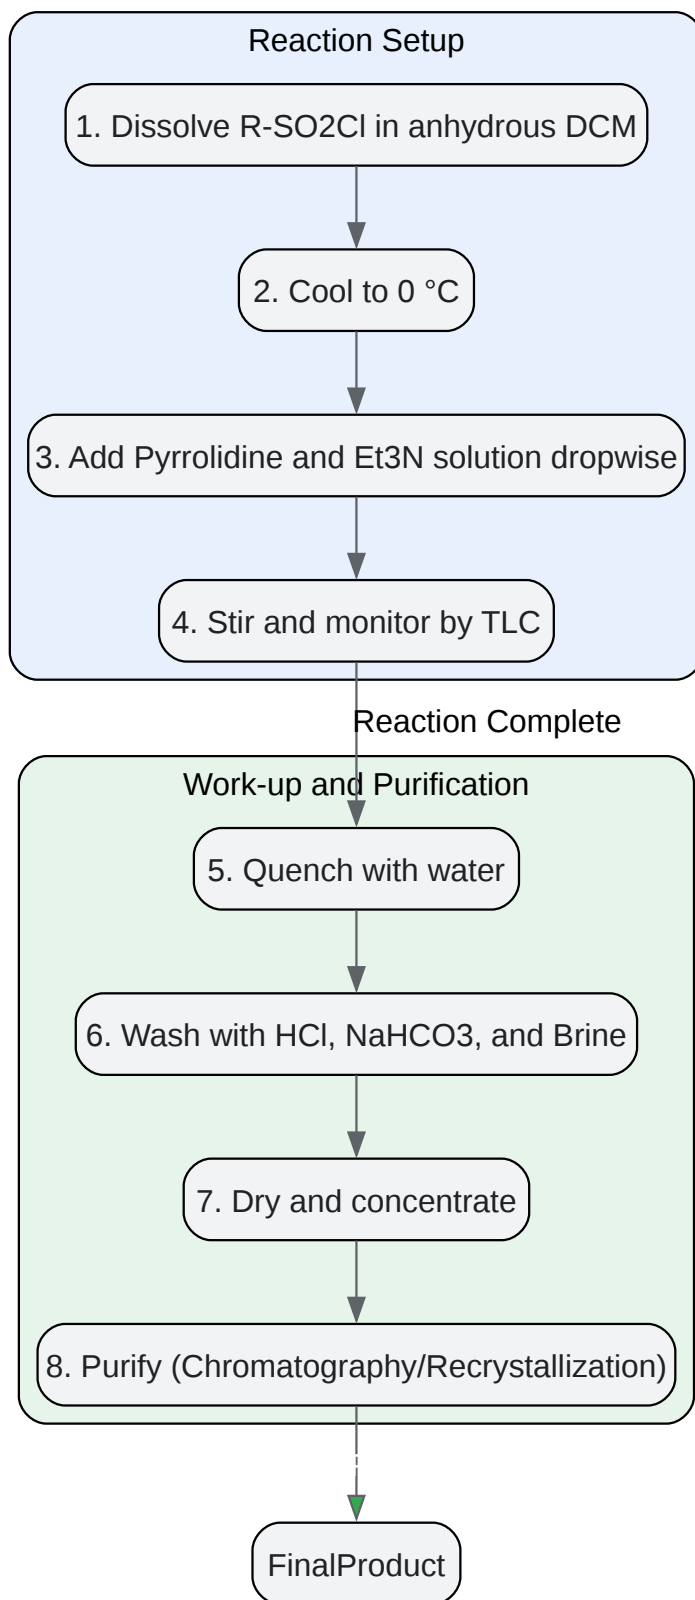 Reaction Setup
1. Dissolve R-SO2Cl in anhydrous DCM
2. Cool to 0 °C
3. Add Pyrrolidine and Et3N solution dropwise
4. Stir and monitor by TLC
Reaction Complete
Work-up and Purification
5. Quench with water
6. Wash with HCl, NaHCO3, and Brine
7. Dry and concentrate
8. Purify (Chromatography/Recrystallization)
FinalProduct